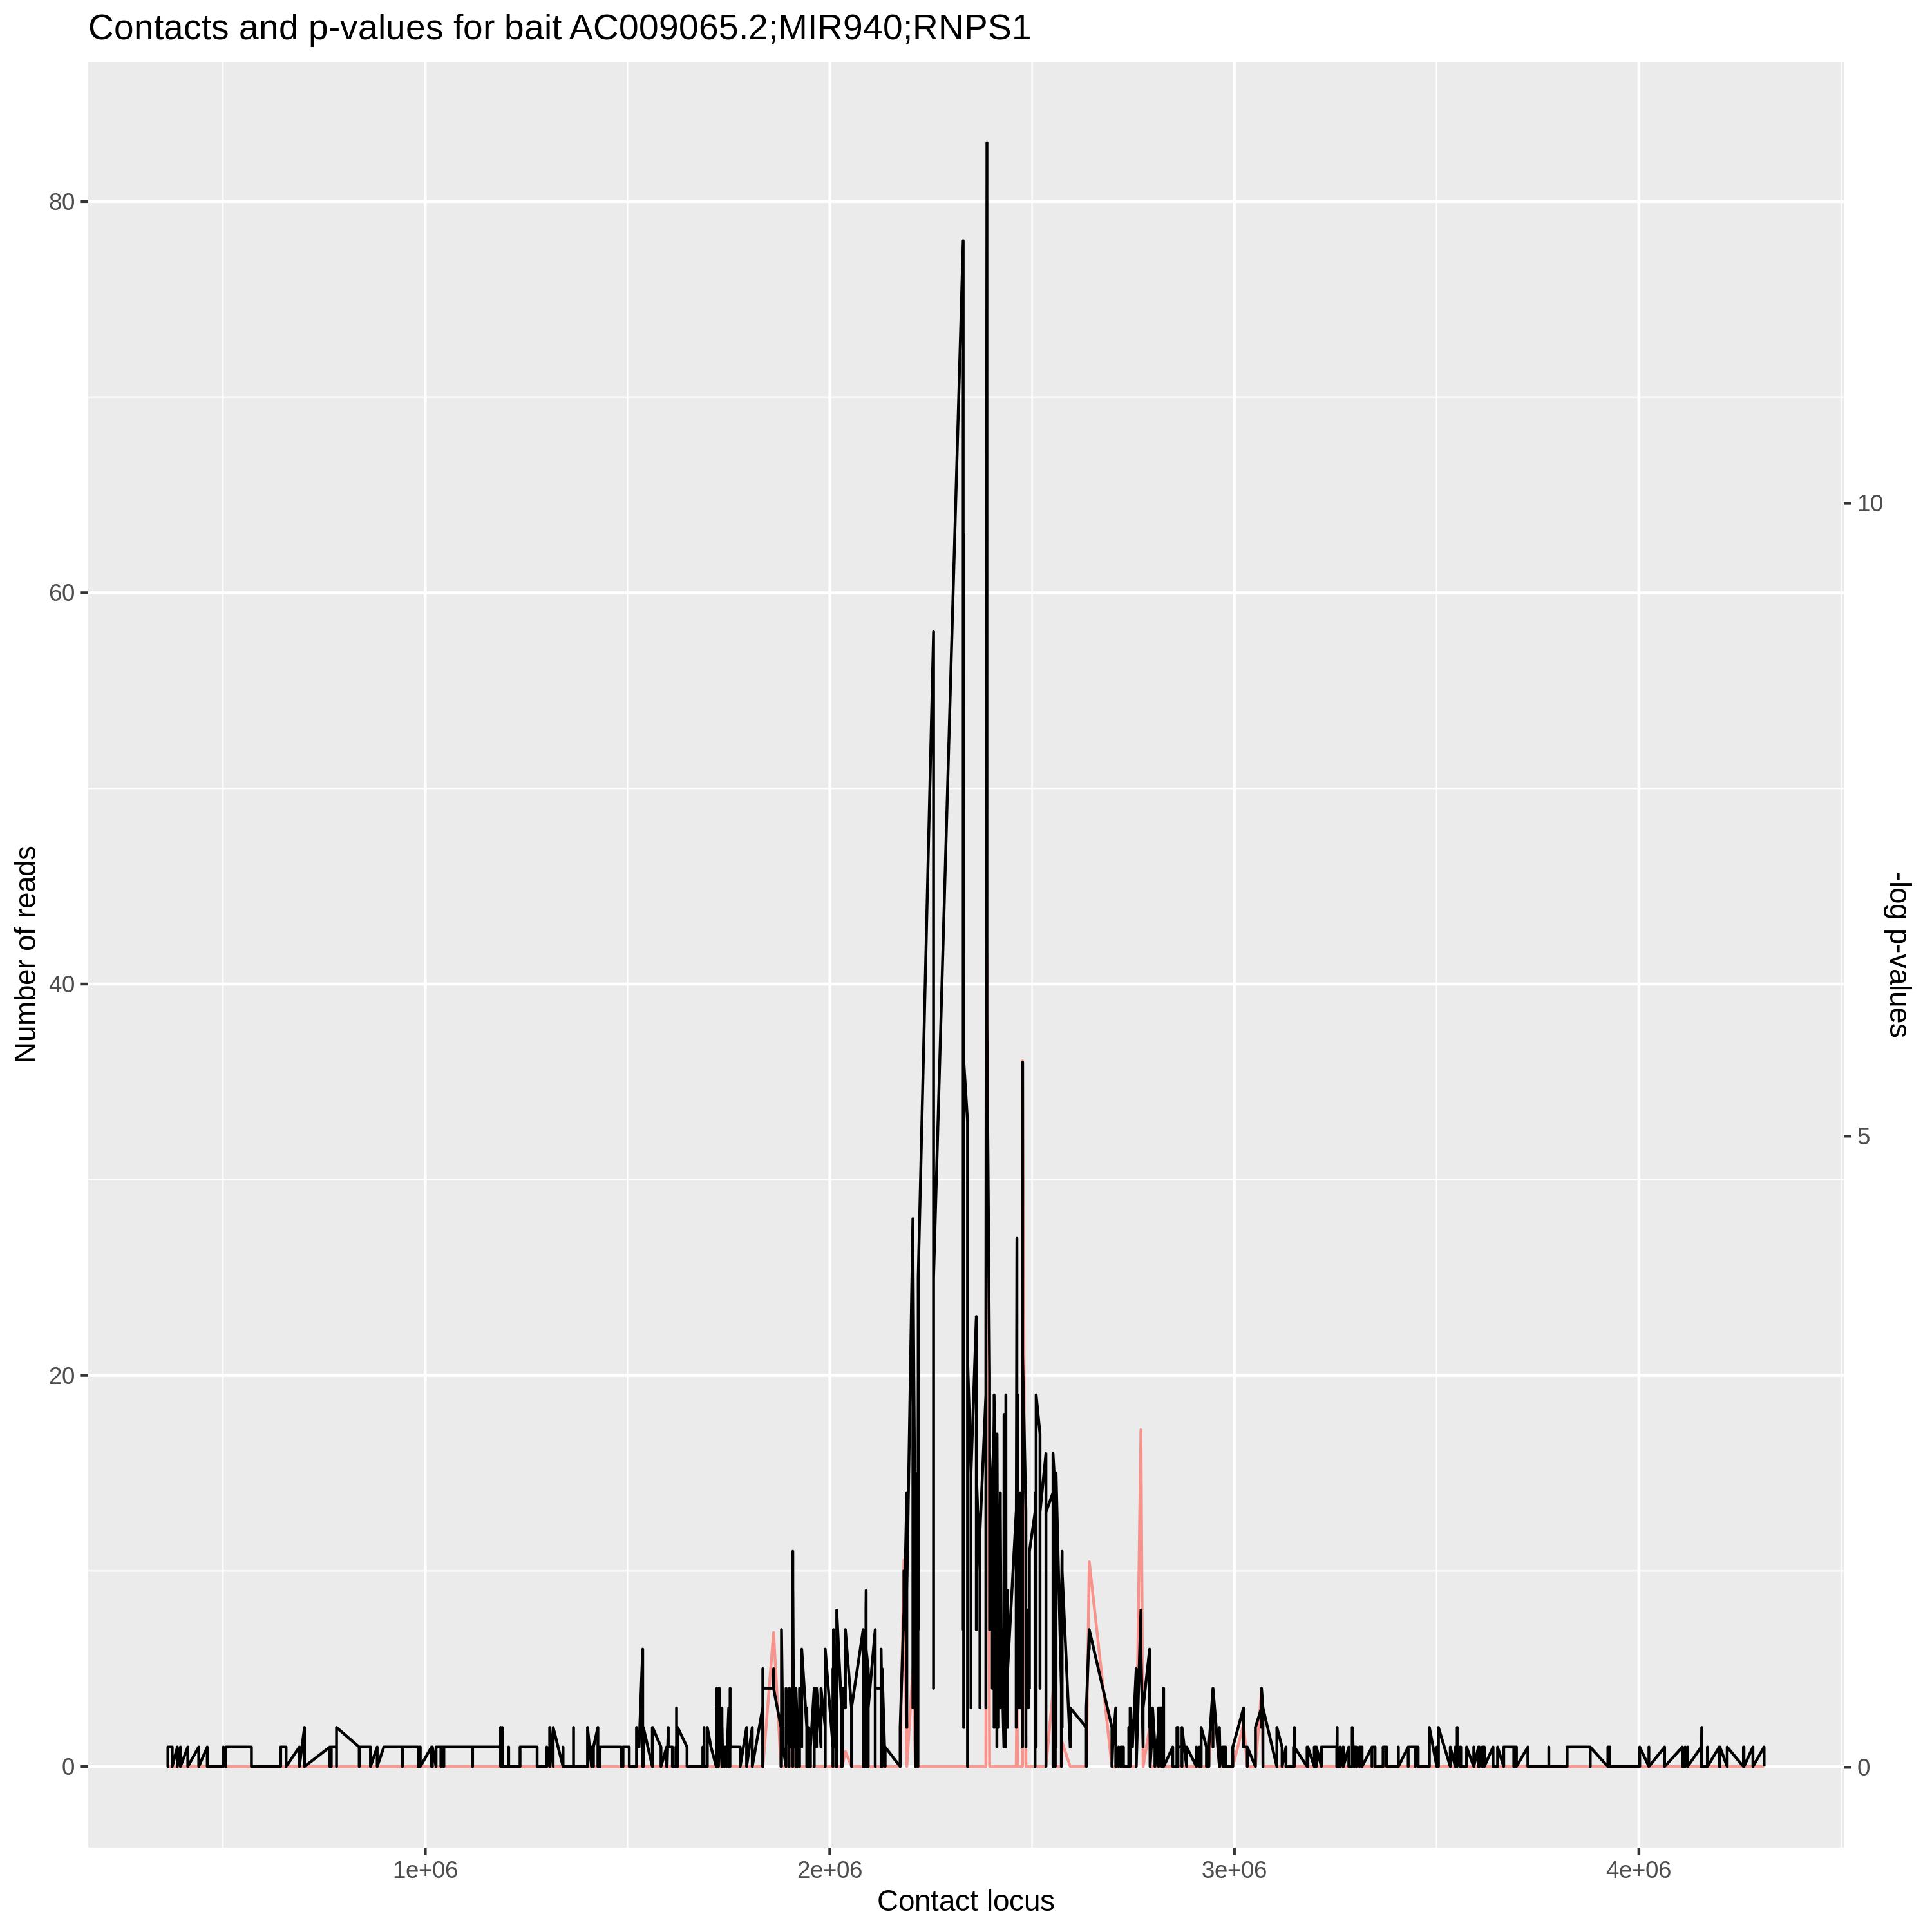 Contacts and p-values for bait AC009065.2;MIR940;RNPS1
80
60
40
20
0
Number of reads
10
5
0
-log p-values
1e+06
2e+06
3e+06
4e+06
Contact locus